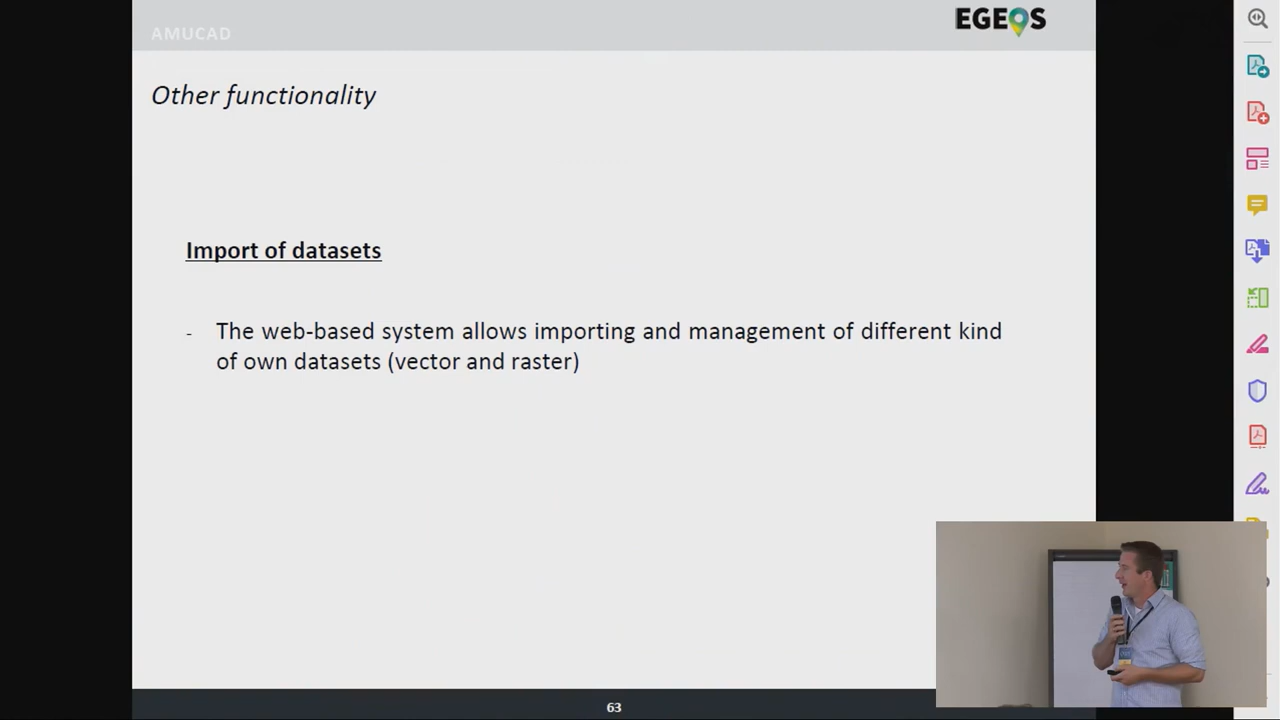 AMUCAD
EGEOS
Other functionality
Import of datasets
- The web-based system allows importing and management of different kind
of own datasets (vector and raster)
63